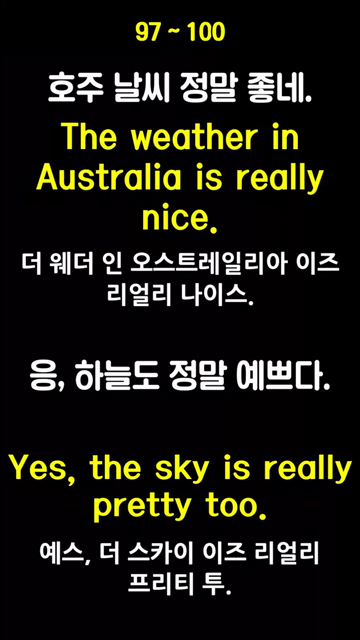 97 ~ 100
호주 날씨 정말 좋네.
The weather in
Australia is really
nice.
더 웨더 인 오스트레일리아 이즈
리얼리 나이스.
응, 하늘도 정말 예쁘다.
Yes, the sky is really
pretty too.
예스, 더 스카이 이즈 리얼리
프리티 투.